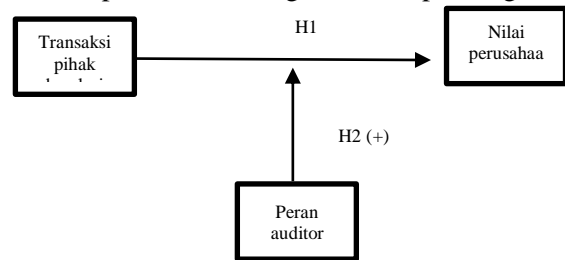 H1
Transaksi
pihak
Nilai
perusahaa
H2 (+)
Peran
auditor